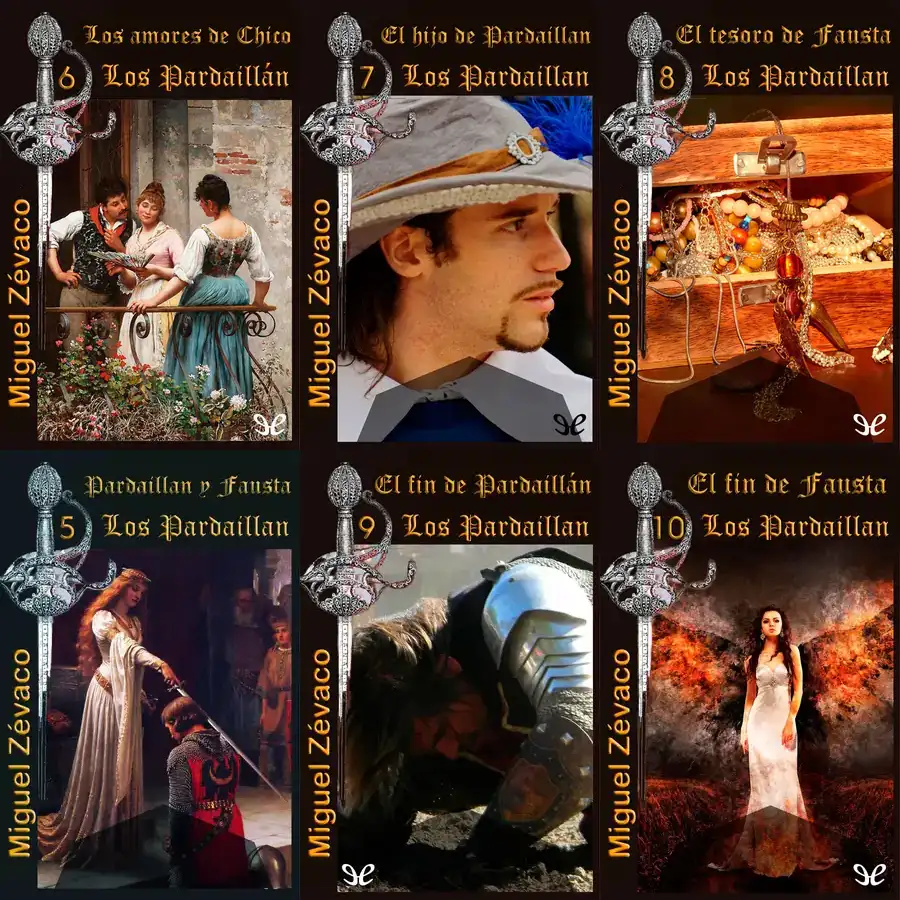 Los amores de Chico
6 Los Pardaillán
Miguel Zévaco
El hijo de Pardaillan
7 Los Pardaillan
Miguel Zévaco
El tesoro de Fausta
8 Los Pardaillan
Miguel Zévaco
Pardaillan y Fausta
5 Los Pardaillan
Miguel Zévaco
El fin de Pardaillán
9 Los Pardaillan
Miguel Zévaco
El fin de Fausta
10 Los Pardaillan
Miguel Zévaco